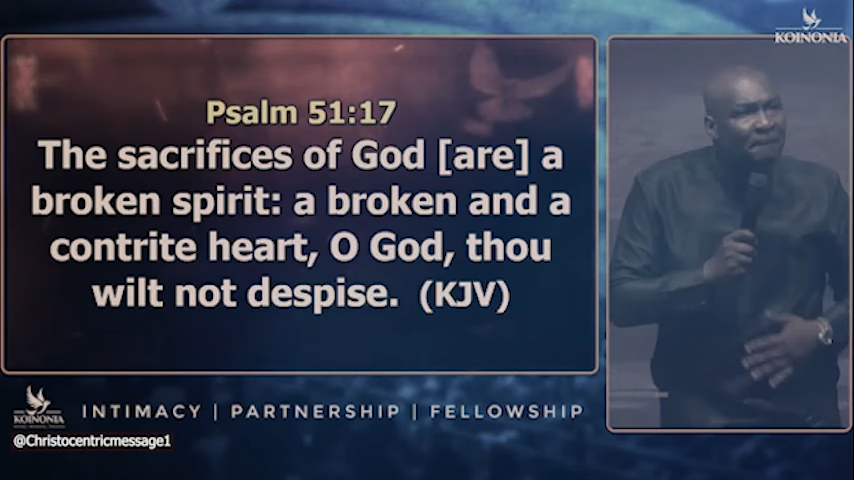 KOINONIA
Psalm 51:17
The sacrifices of God [are] a
broken spirit: a broken and a
contrite heart, O God, thou
wilt not despise. (KJV)
KOINONIA
INTIMACY | PARTNERSHIP | FELLOWSHIP
@Christocentricmessage1